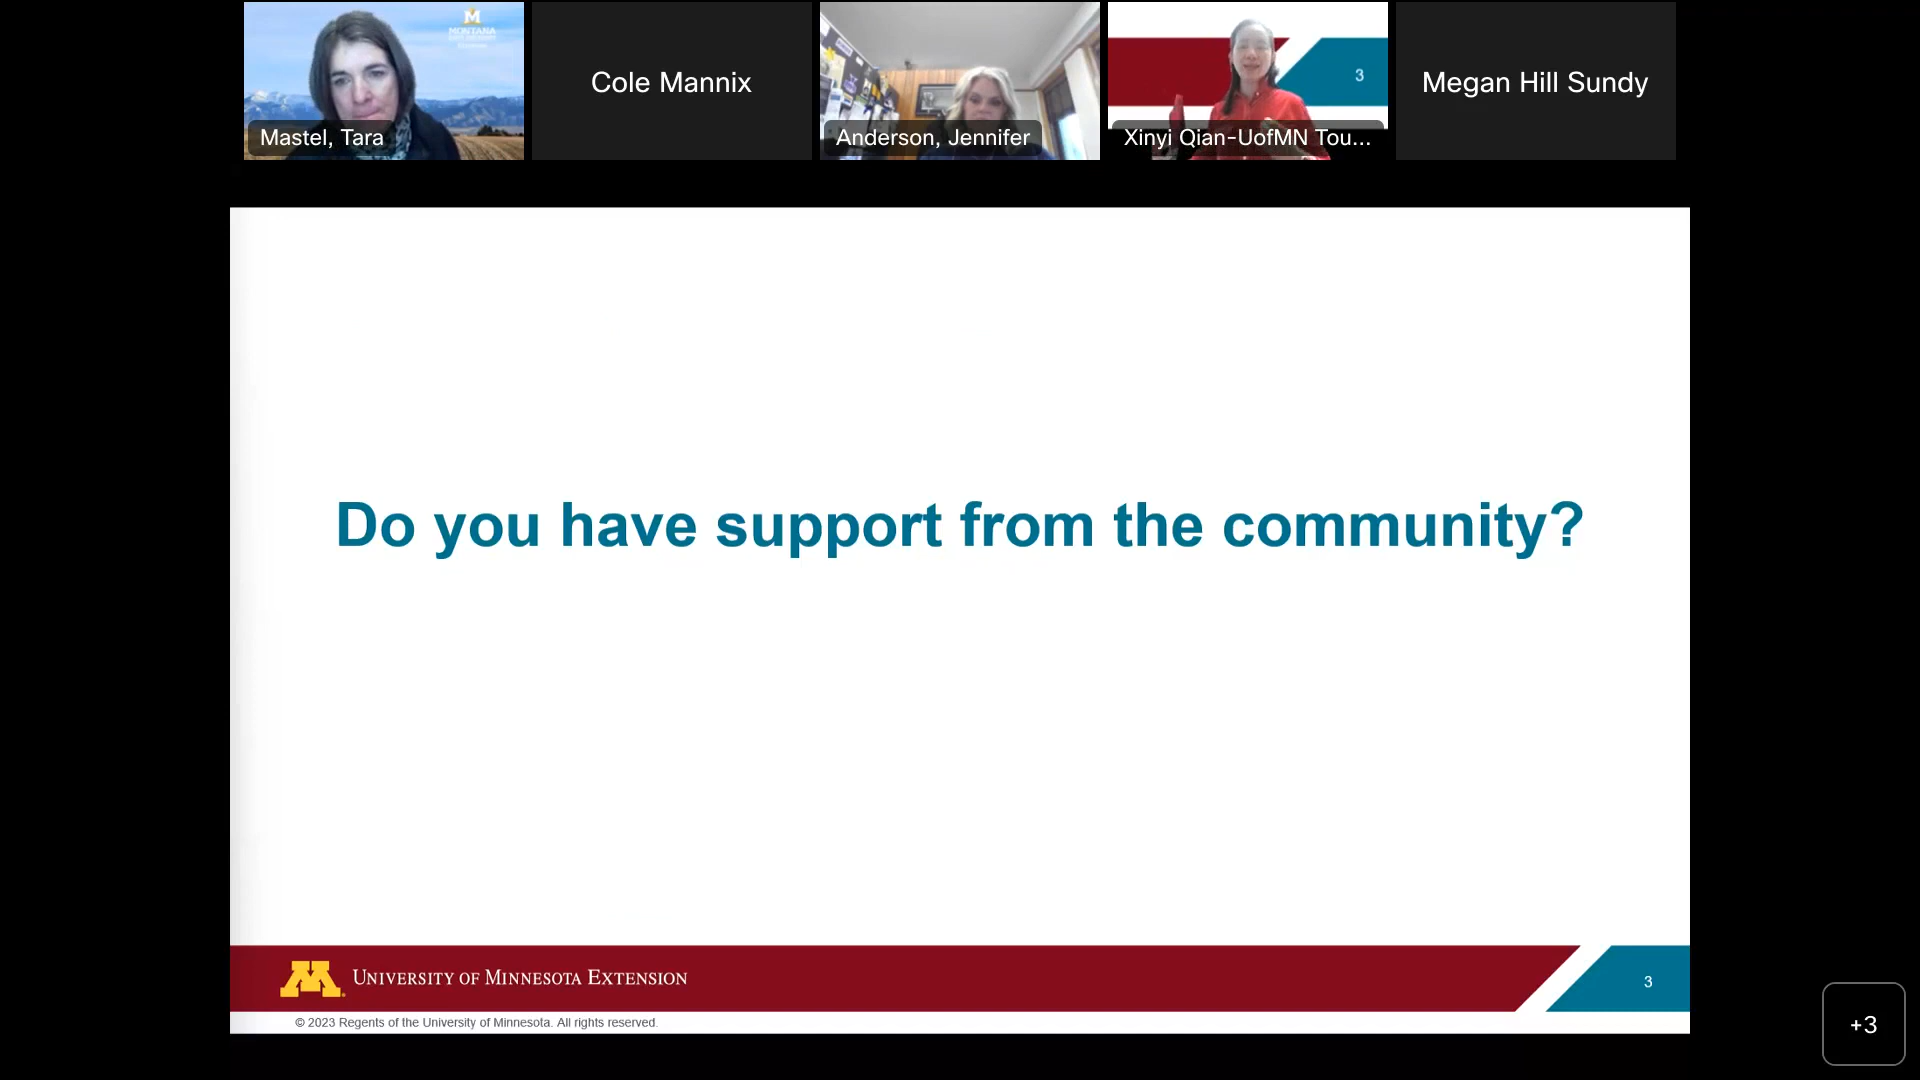 M
MONTANA
Mastel, Tara
Cole Mannix
Anderson, Jennifer
3
Xinyi Qian-UofMN Tou...
Megan Hill Sundy
Do you have support from the community?
M
UNIVERSITY OF MINNESOTA EXTENSION
3
© 2023 Regents of the University of Minnesota. All rights reserved.
+3